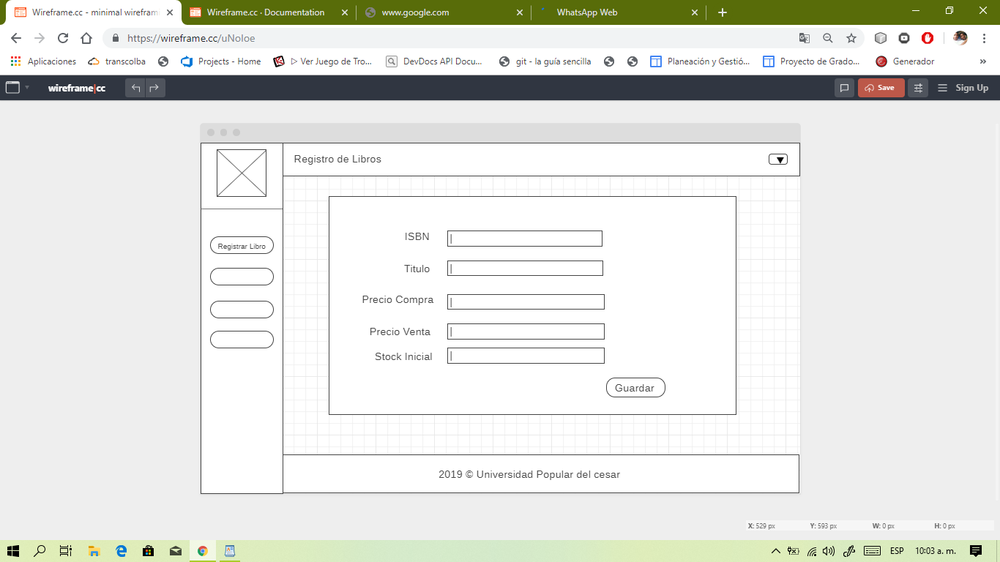 Wireframe.cc - minimal wirefram
Wireframe.cc · Documentation
www.google.com
WhatsApp Web
https://wireframe.cc/uNoIoe
Aplicaciones
transcolba
Projects - Home
▷ Ver Juego de Tro...
DevDocs API Docu...
git - la guía sencilla
Planeación y Gestió...
Proyecto de Grado...
Generador
»
wireframe|cc
Save
Sign Up
Registro de Libros
Registrar Libro
ISBN
Titulo
Precio Compra
Precio Venta
Stock Inicial
Guardar
2019 © Universidad Popular del cesar
X: 529 px Y: 593 px W: 0 px H: 0 px
ESP
10:03 a. m.